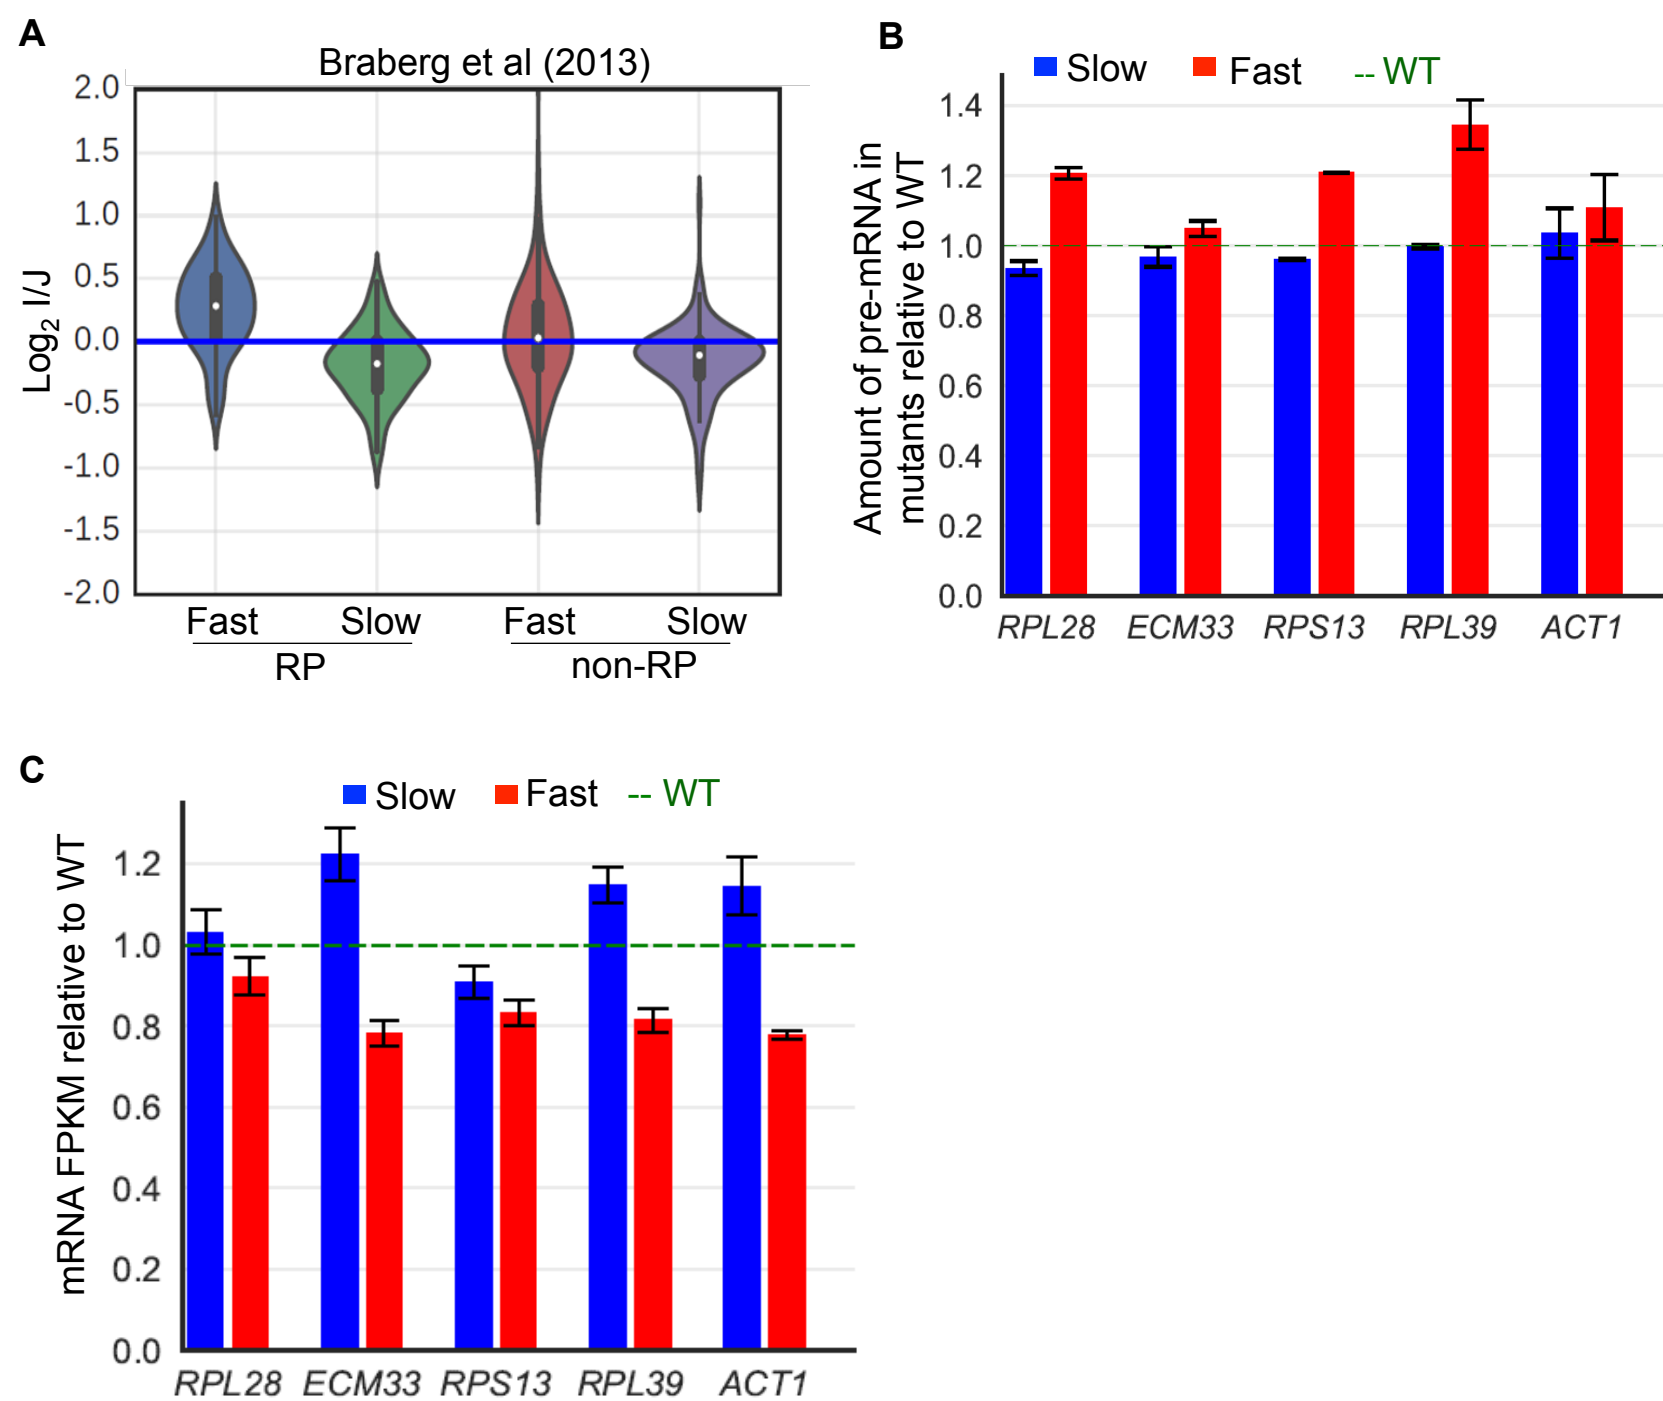 A
Braberg et al (2013)
Log2 I/J
2.0
1.5
1.0
0.5
0.0
-0.5
-1.0
-1.5
-2.0
Fast Slow Fast Slow
RP non-RP
B
Slow Fast -- WT
Amount of pre-mRNA in
mutants relative to WT
1.4
1.2
1.0
0.8
0.6
0.4
0.2
0.0
RPL28 ECM33 RPS13 RPL39 ACT1
C
Slow Fast -- WT
mRNA FPKM relative to WT
1.2
1.0
0.8
0.6
0.4
0.2
0.0
RPL28 ECM33 RPS13 RPL39 ACT1